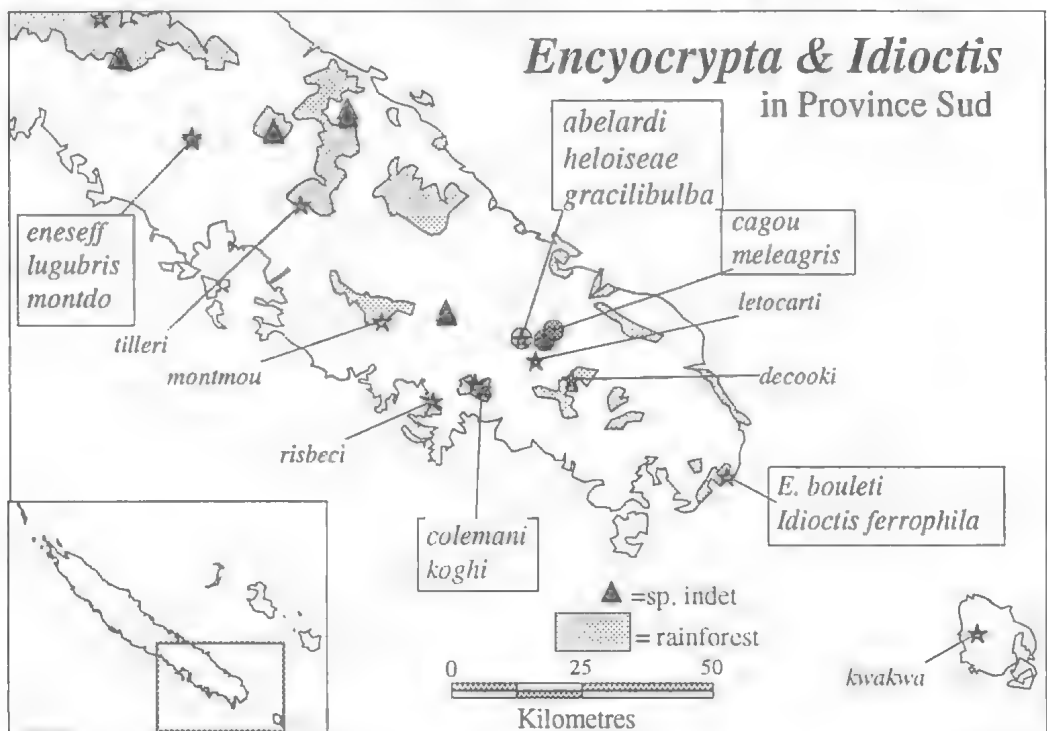 Encyocrypta & Idioctis
in Province Sud
abelardi
heloiseae
gracilibulba
cagou
meleagris
eneseff
lugubris
montdo
letocarti
tilleri
montmou
decooki
risbeci
E. bouleti
Idioctis ferrophila
colemani
koghi
=sp. indet
= rainforest
0 25 50
Kilometres
kwakwa